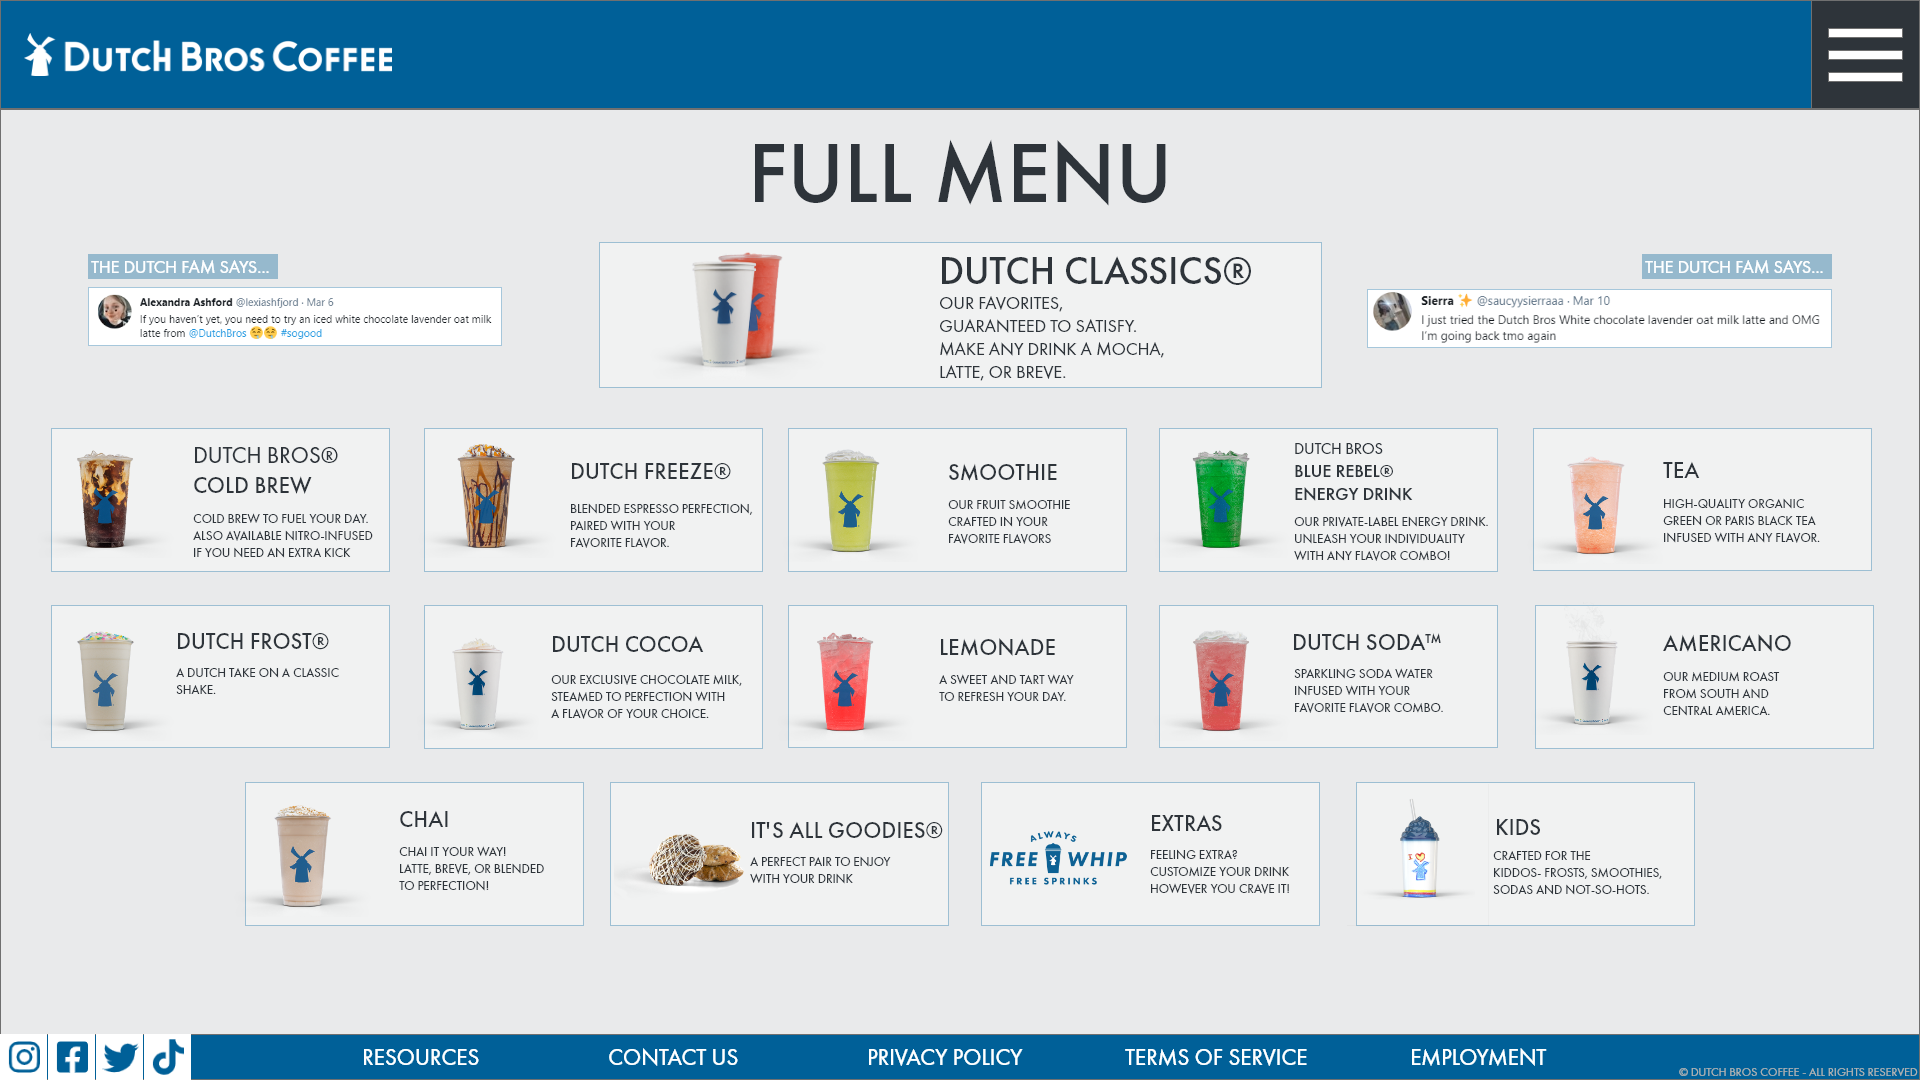 DUTCH BROS COFFEE
FULL MENU
THE DUTCH FAM SAYS...
Alexandra Ashford @lexiashfjord · Mar 6
If you haven't yet, you need to try an iced white chocolate lavender oat milk
latte from @DutchBros 😌😌 #sogood
DUTCH CLASSICS®
OUR FAVORITES,
GUARANTEED TO SATISFY.
MAKE ANY DRINK A MOCHA,
LATTE, OR BREVE.
THE DUTCH FAM SAYS...
Sierra ✨ @saucyysierraaa · Mar 10
I just tried the Dutch Bros White chocolate lavender oat milk latte and OMG
I'm going back tmo again
DUTCH BROS®
COLD BREW
COLD BREW TO FUEL YOUR DAY.
ALSO AVAILABLE NITRO-INFUSED
IF YOU NEED AN EXTRA KICK
DUTCH FREEZE®
BLENDED ESPRESSO PERFECTION,
PAIRED WITH YOUR
FAVORITE FLAVOR.
SMOOTHIE
OUR FRUIT SMOOTHIE
CRAFTED IN YOUR
FAVORITE FLAVORS
DUTCH BROS
BLUE REBEL®
ENERGY DRINK
OUR PRIVATE-LABEL ENERGY DRINK.
UNLEASH YOUR INDIVIDUALITY
WITH ANY FLAVOR COMBO!
TEA
HIGH-QUALITY ORGANIC
GREEN OR PARIS BLACK TEA
INFUSED WITH ANY FLAVOR.
DUTCH FROST®
A DUTCH TAKE ON A CLASSIC
SHAKE.
DUTCH COCOA
OUR EXCLUSIVE CHOCOLATE MILK,
STEAMED TO PERFECTION WITH
A FLAVOR OF YOUR CHOICE.
LEMONADE
A SWEET AND TART WAY
TO REFRESH YOUR DAY.
DUTCH SODA™
SPARKLING SODA WATER
INFUSED WITH YOUR
FAVORITE FLAVOR COMBO.
AMERICANO
OUR MEDIUM ROAST
FROM SOUTH AND
CENTRAL AMERICA.
CHAI
CHAI IT YOUR WAY!
LATTE, BREVE, OR BLENDED
TO PERFECTION!
IT'S ALL GOODIES®
A PERFECT PAIR TO ENJOY
WITH YOUR DRINK
ALWAYS
FREE WHIP
FREE SPRINKS
EXTRAS
FEELING EXTRA?
CUSTOMIZE YOUR DRINK
HOWEVER YOU CRAVE IT!
KIDS
CRAFTED FOR THE
KIDDOS- FROSTS, SMOOTHIES,
SODAS AND NOT-SO-HOTS.
RESOURCES
CONTACT US
PRIVACY POLICY
TERMS OF SERVICE
EMPLOYMENT
© DUTCH BROS COFFEE - ALL RIGHTS RESERVED